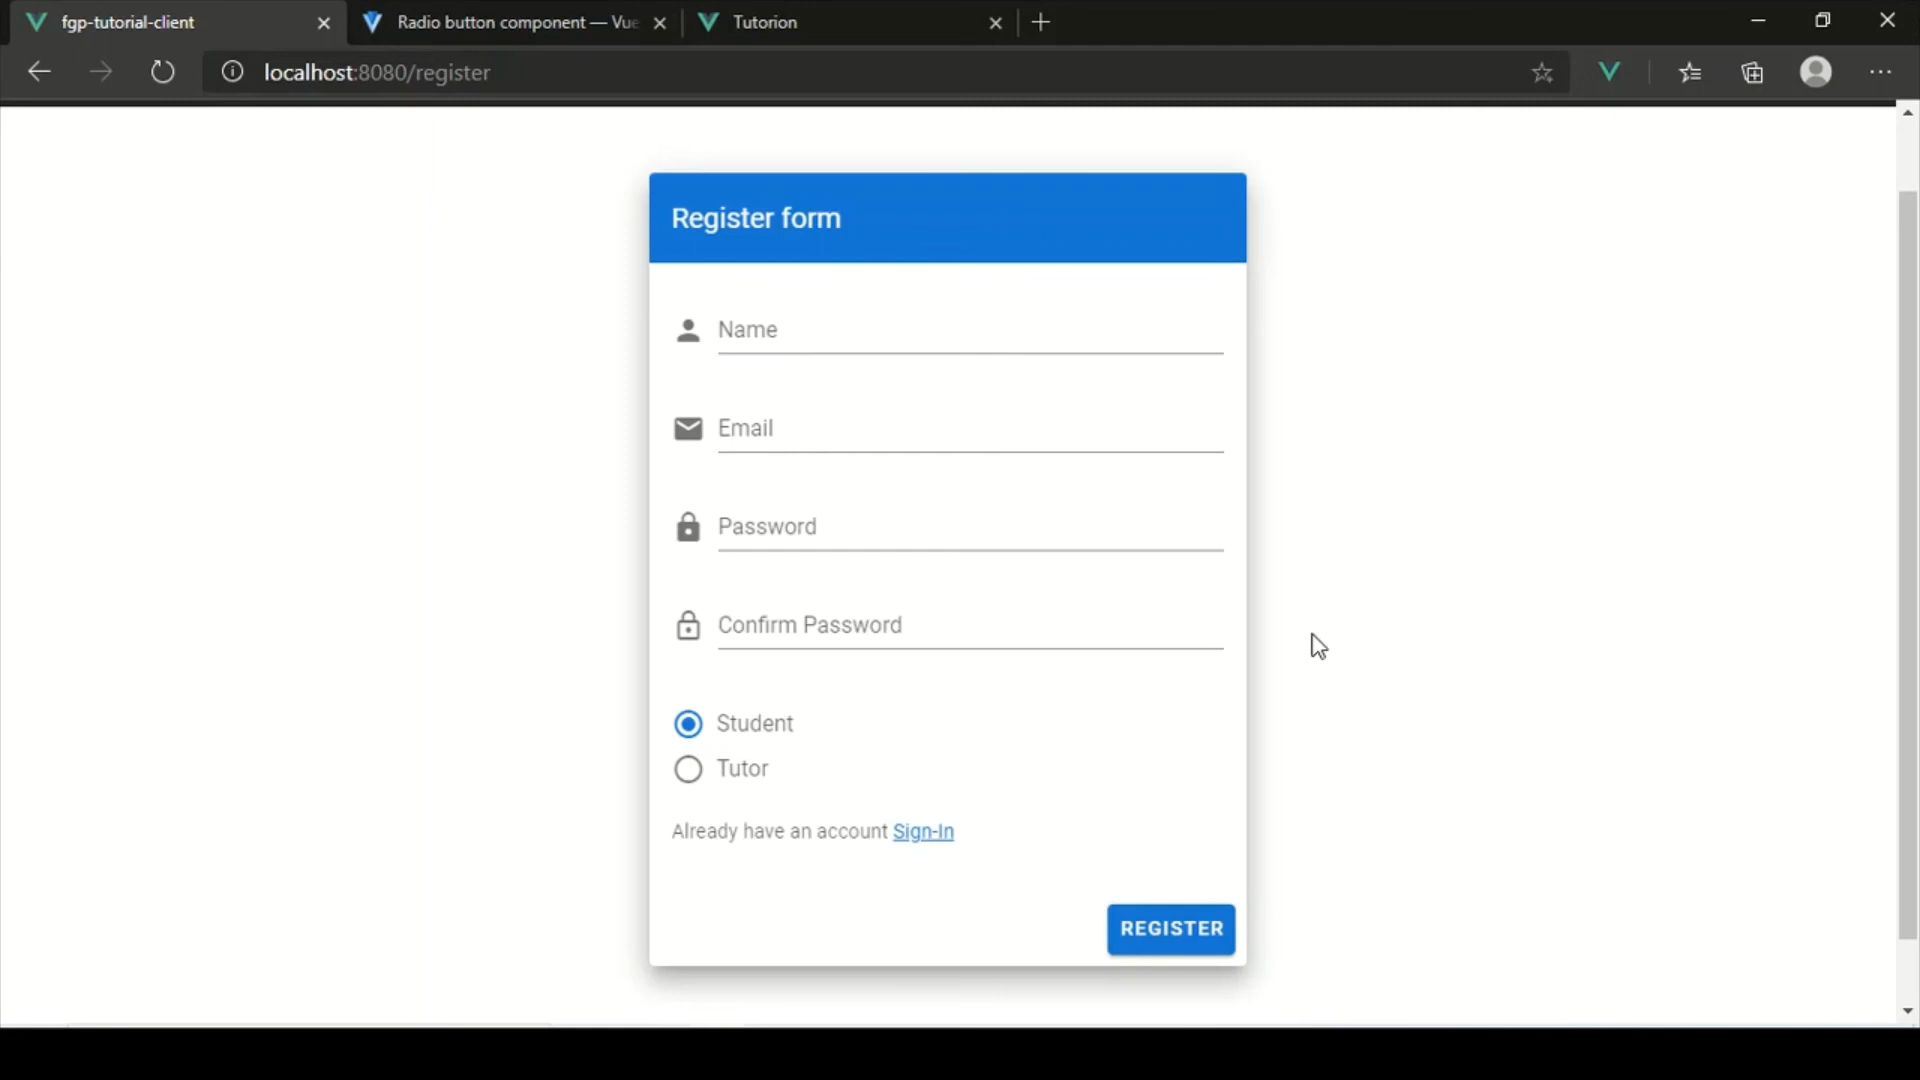 fgp-tutorial-client
Radio button component — Vue
Tutorion
localhost:8080/register
Register form
Name
Email
Password
Confirm Password
Student
Tutor
Already have an account Sign-In
REGISTER